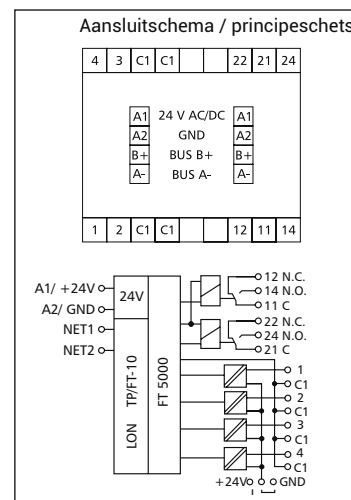 Aansluitschema / principeschets
4 3 C1 C1 22 21 24
A1 24 V AC/DC A1
A2 GND A2
B+ BUS B+ B+
A- BUS A- A-
1 2 C1 C1 12 11 14
A1/ +24V
A2/ GND
NET1
NET2
24V
LON TP/FT-10
FT 5000
12 N.C.
14 N.O.
11 C
22 N.C.
24 N.O.
21 C
1
C1
2
C1
3
C1
4
C1
+24V GND